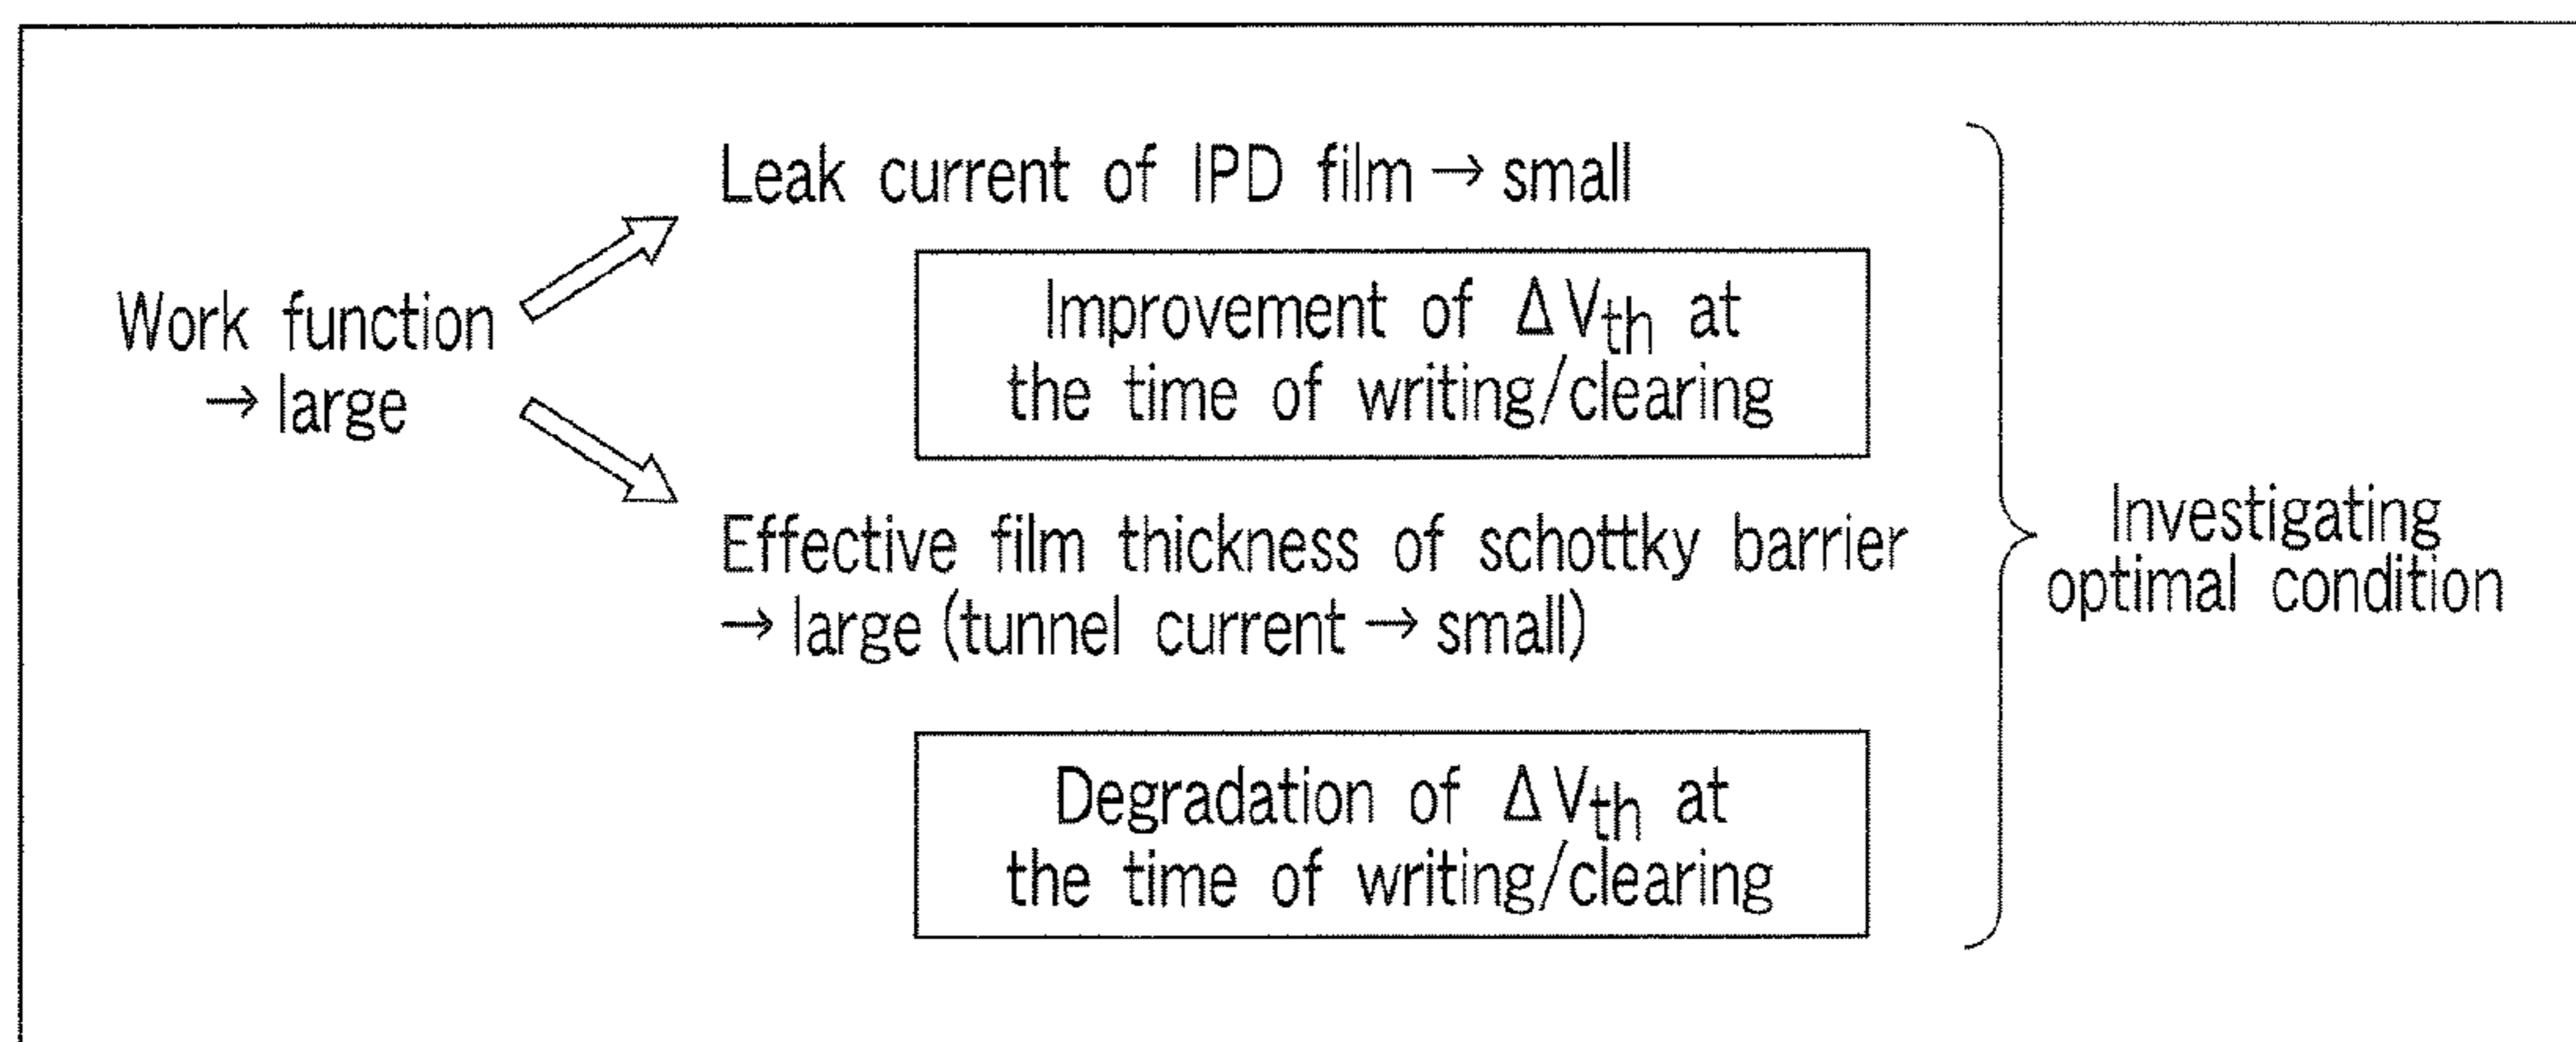 Leak current of IPD film → small
Work function
→ large
Improvement of ΔVth at
the time of writing/clearing
Effective film thickness of schottky barrier
→ large (tunnel current → small)
Degradation of ΔVth at
the time of writing/clearing
Investigating
optimal condition